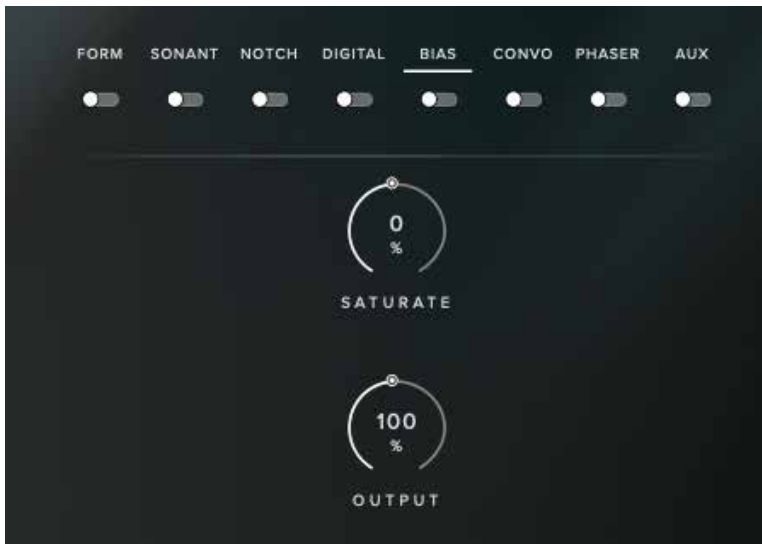 FORM SONANT NOTCH DIGITAL BIAS CONVO PHASER AUX
0
%
SATURATE
100
%
OUTPUT